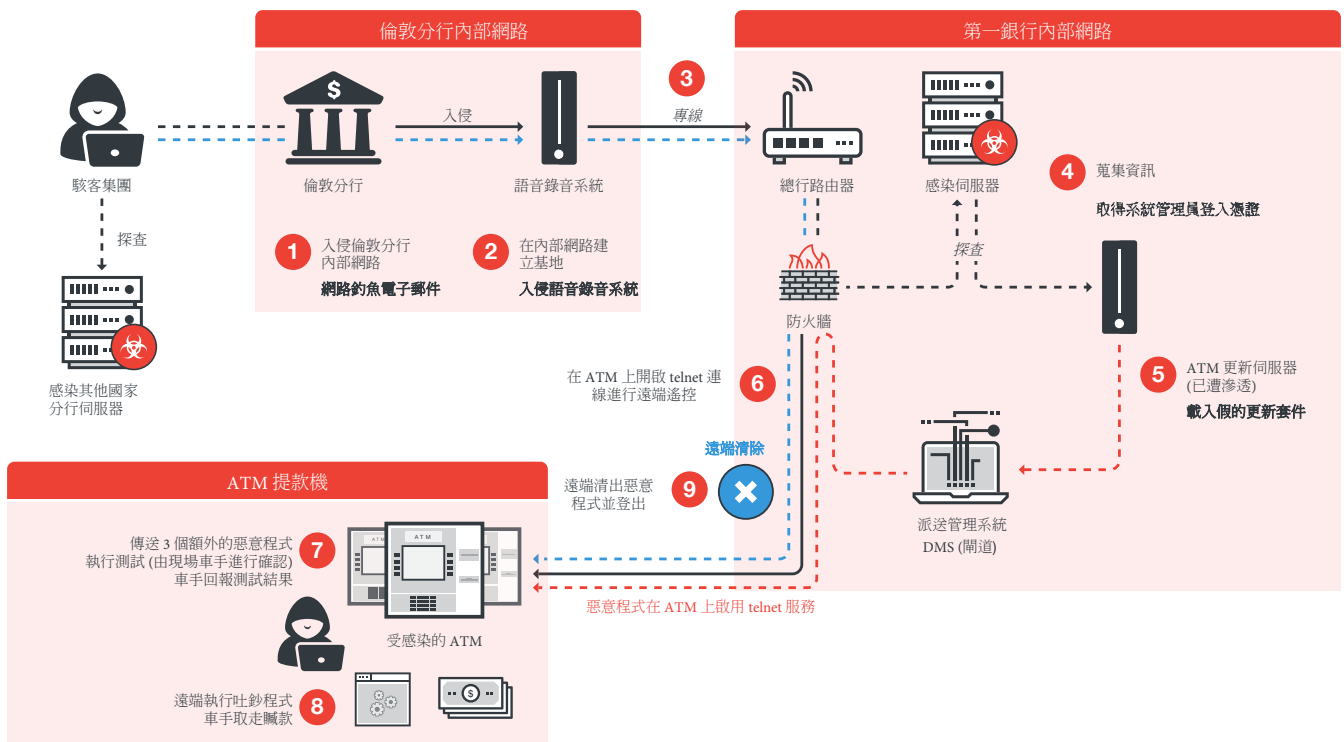 倫敦分行內部網路
第一銀行內部網路
駭客集團
探查
感染其他國家
分行伺服器
$
倫敦分行
入侵
語音錄音系統
1
入侵倫敦分行
內部網路
網路釣魚電子郵件
2
在內部網路建
立基地
入侵語音錄音系統
3
專線
總行路由器
感染伺服器
4
蒐集資訊
取得系統管理員登入憑證
探查
防火牆
5
ATM 更新伺服器
(已遭滲透)
載入假的更新套件
派送管理系統
DMS (閘道)
在 ATM 上開啟 telnet 連
線進行遠端遙控
6
遠端清除
遠端清出惡意
程式並登出
9
惡意程式在 ATM 上啟用 telnet 服務
ATM 提款機
傳送 3 個額外的惡意程式
執行測試 (由現場車手進行確認)
車手回報測試結果
7
ATM
ATM
ATM
受感染的 ATM
遠端執行吐鈔程式
車手取走贓款
8
$